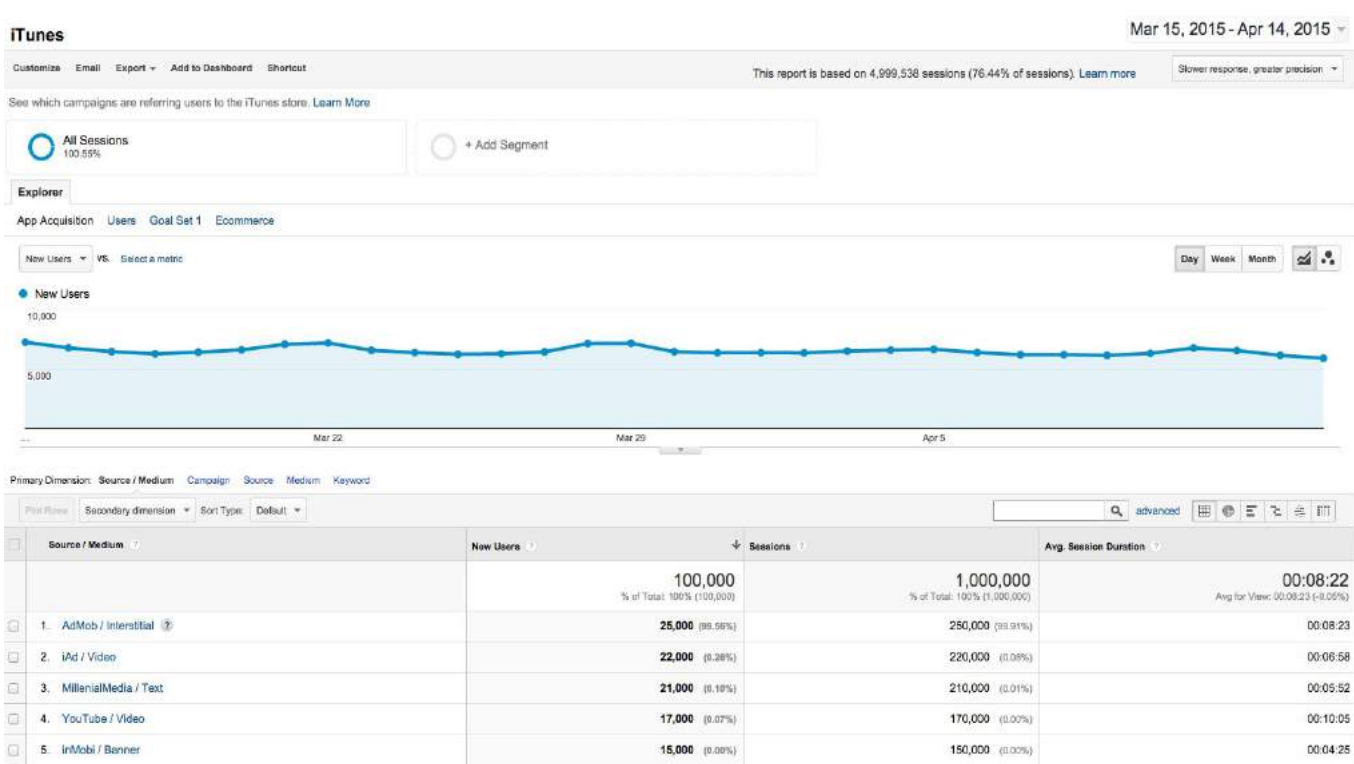 iTunes
Mar 15, 2015 - Apr 14, 2015
Customize Email Export Add to Dashboard Shortcut
This report is based on 4,999,538 sessions (76.44% of sessions). Learn more
Slower response, greater precision
See which campaigns are referring users to the iTunes store. Learn More
All Sessions
100.55%
+ Add Segment
Explorer
App Acquisition Users Goal Set 1 Ecommerce
New Users VS. Select a metric
Day Week Month
New Users
10,000
5,000
... Mar 22 Mar 29 Apr 5
Primary Dimension: Source / Medium Campaign Source Medium Keyword
Plot Rows Secondary dimension Sort Type: Default
advanced
Source / Medium ? New Users ? Sessions ? Avg. Session Duration ?
100,000 1,000,000 00:08:22
% of Total: 100% (100,000) % of Total: 100% (1,000,000) Avg for View: 00:08:23 (-0.05%)
1. AdMob / Interstitial ? 25,000 (99.56%) 250,000 (99.91%) 00:08:23
2. iAd / Video 22,000 (0.26%) 220,000 (0.08%) 00:06:58
3. MillenialMedia / Text 21,000 (0.10%) 210,000 (0.01%) 00:05:52
4. YouTube / Video 17,000 (0.07%) 170,000 (0.00%) 00:10:05
5. inMobi / Banner 15,000 (0.00%) 150,000 (0.00%) 00:04:25